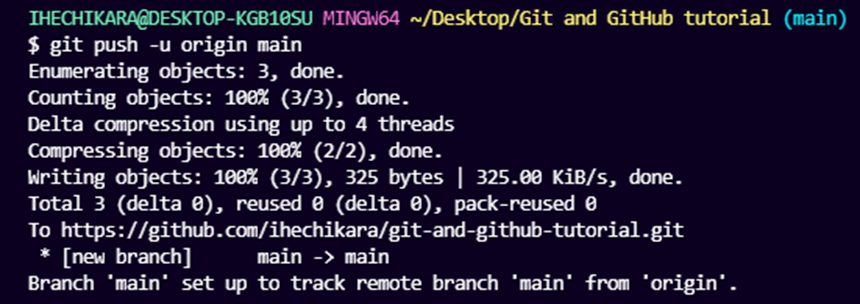 IHECHIKARA@DESKTOP-KGB10SU MINGW64 ~/Desktop/Git and GitHub tutorial (main)
$ git push -u origin main
Enumerating objects: 3, done.
Counting objects: 100% (3/3), done.
Delta compression using up to 4 threads
Compressing objects: 100% (2/2), done.
Writing objects: 100% (3/3), 325 bytes | 325.00 KiB/s, done.
Total 3 (delta 0), reused 0 (delta 0), pack-reused 0
To https://github.com/ihechikara/git-and-github-tutorial.git
 * [new branch]      main -> main
Branch 'main' set up to track remote branch 'main' from 'origin'.